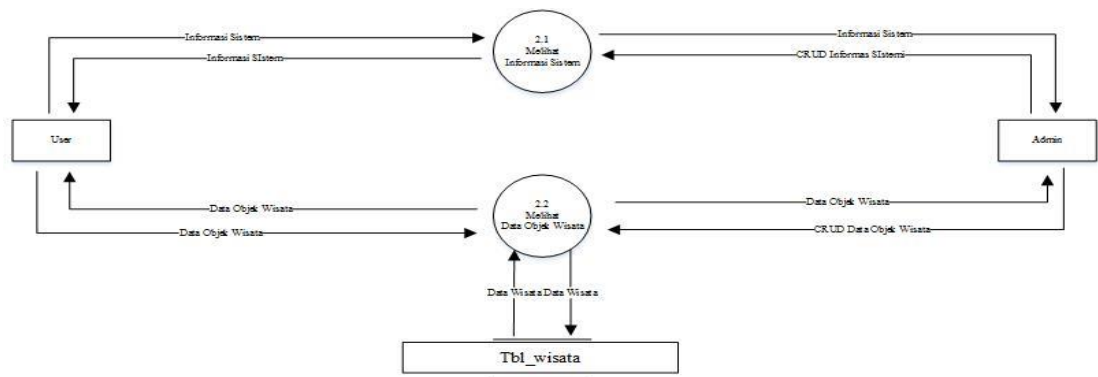 2.1
Melihat
Informasi Sistem
Informasi Sistem
Informasi Sistem
Informasi SIstem
CRUD Informas SIstemi
User
Admin
2.2
Melihat
Data Objek Wisata
Data Objek Wisata
Data Objek Wisata
Data Objek Wisata
CRUD Data Objek Wisata
Data Wisata Data Wisata
Tbl_wisata